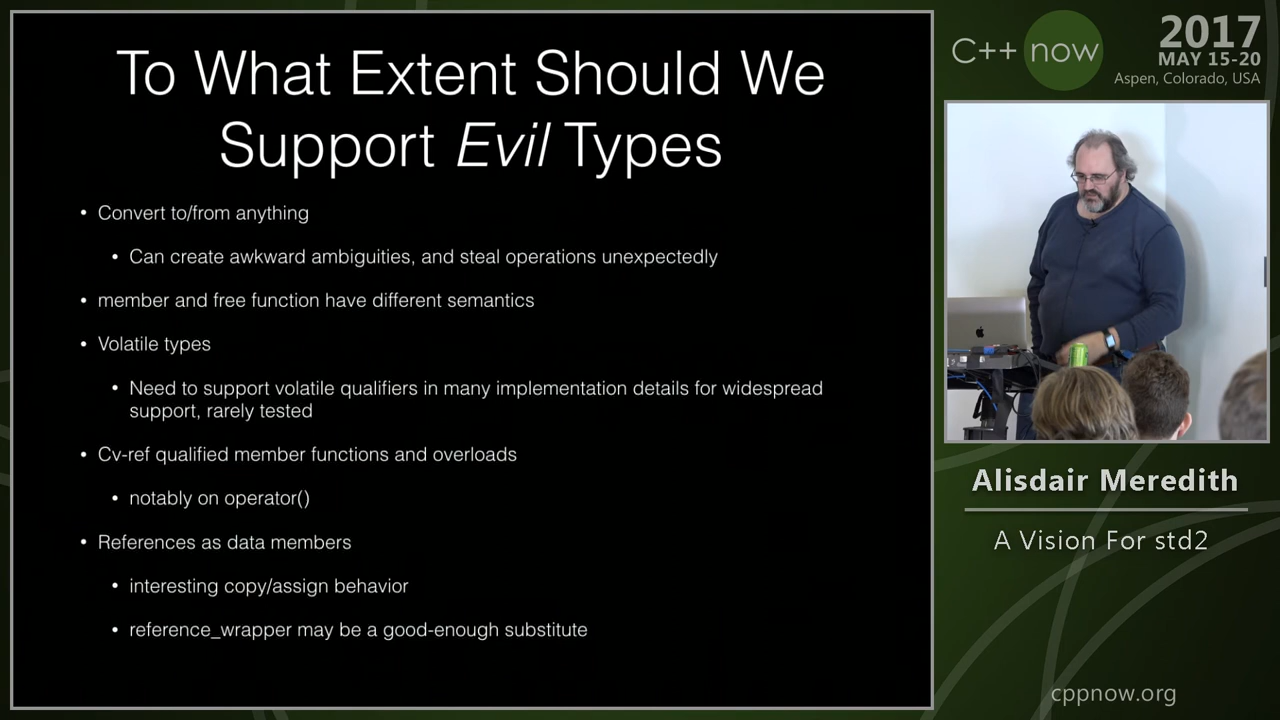 To What Extent Should We
Support Evil Types
• Convert to/from anything
• Can create awkward ambiguities, and steal operations unexpectedly
• member and free function have different semantics
• Volatile types
• Need to support volatile qualifiers in many implementation details for widespread
support, rarely tested
• Cv-ref qualified member functions and overloads
• notably on operator()
• References as data members
• interesting copy/assign behavior
• reference_wrapper may be a good-enough substitute
C++ now
2017
MAY 15-20
Aspen, Colorado, USA
Alisdair Meredith
A Vision For std2
cppnow.org